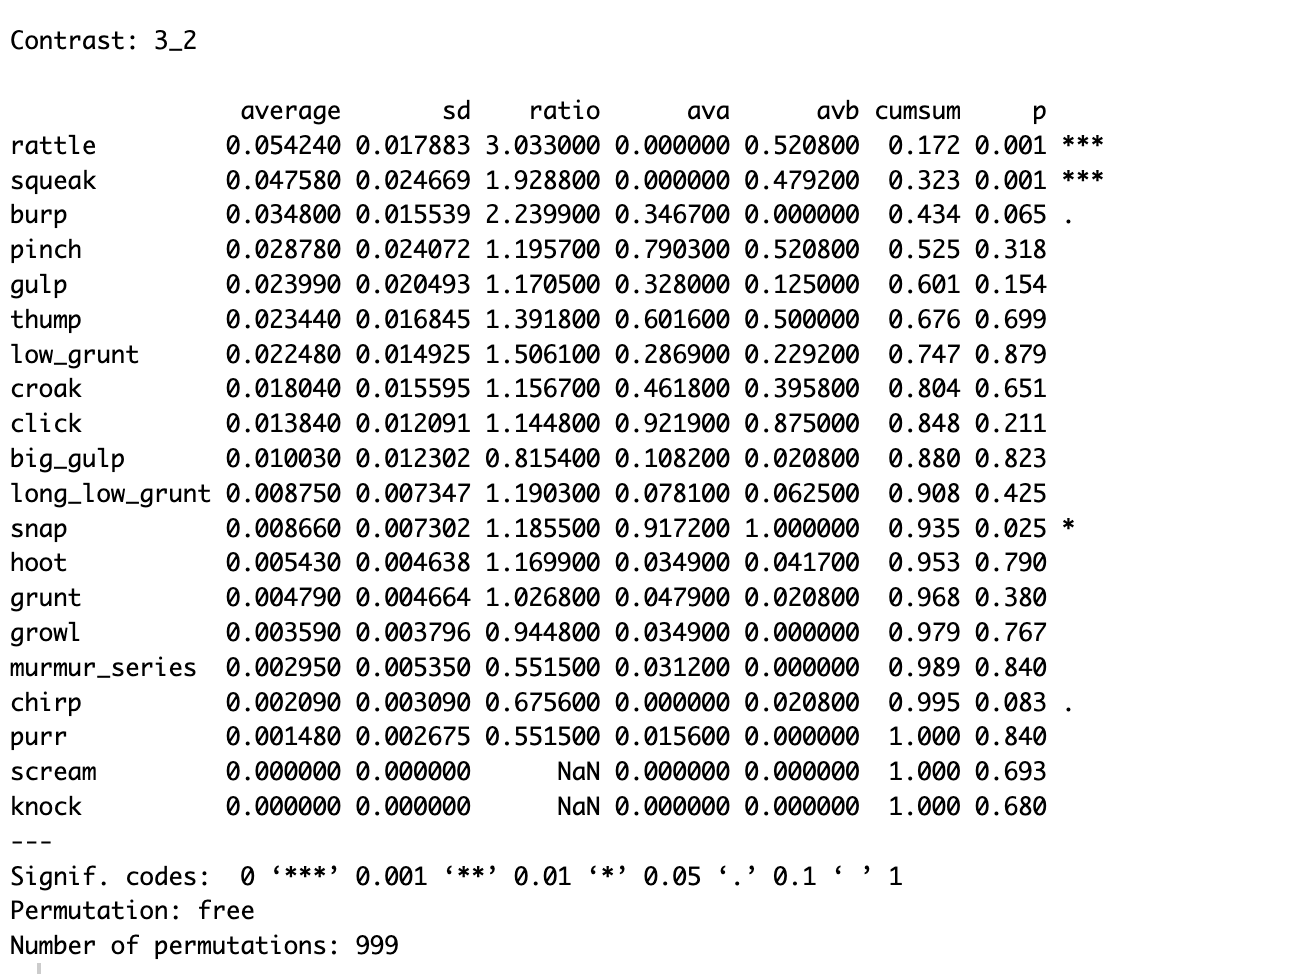 Contrast: 3_2
average sd ratio ava avb cumsum p
rattle 0.054240 0.017883 3.033000 0.000000 0.520800 0.172 0.001 ***
squeak 0.047580 0.024669 1.928800 0.000000 0.479200 0.323 0.001 ***
burp 0.034800 0.015539 2.239900 0.346700 0.000000 0.434 0.065 .
pinch 0.028780 0.024072 1.195700 0.790300 0.520800 0.525 0.318
gulp 0.023990 0.020493 1.170500 0.328000 0.125000 0.601 0.154
thump 0.023440 0.016845 1.391800 0.601600 0.500000 0.676 0.699
low_grunt 0.022480 0.014925 1.506100 0.286900 0.229200 0.747 0.879
croak 0.018040 0.015595 1.156700 0.461800 0.395800 0.804 0.651
click 0.013840 0.012091 1.144800 0.921900 0.875000 0.848 0.211
big_gulp 0.010030 0.012302 0.815400 0.108200 0.020800 0.880 0.823
long_low_grunt 0.008750 0.007347 1.190300 0.078100 0.062500 0.908 0.425
snap 0.008660 0.007302 1.185500 0.917200 1.000000 0.935 0.025 *
hoot 0.005430 0.004638 1.169900 0.034900 0.041700 0.953 0.790
grunt 0.004790 0.004664 1.026800 0.047900 0.020800 0.968 0.380
growl 0.003590 0.003796 0.944800 0.034900 0.000000 0.979 0.767
murmur_series 0.002950 0.005350 0.551500 0.031200 0.000000 0.989 0.840
chirp 0.002090 0.003090 0.675600 0.000000 0.020800 0.995 0.083 .
purr 0.001480 0.002675 0.551500 0.015600 0.000000 1.000 0.840
scream 0.000000 0.000000 NaN 0.000000 0.000000 1.000 0.693
knock 0.000000 0.000000 NaN 0.000000 0.000000 1.000 0.680
---
Signif. codes: 0 ‘***’ 0.001 ‘**’ 0.01 ‘*’ 0.05 ‘.’ 0.1 ‘ ’ 1
Permutation: free
Number of permutations: 999